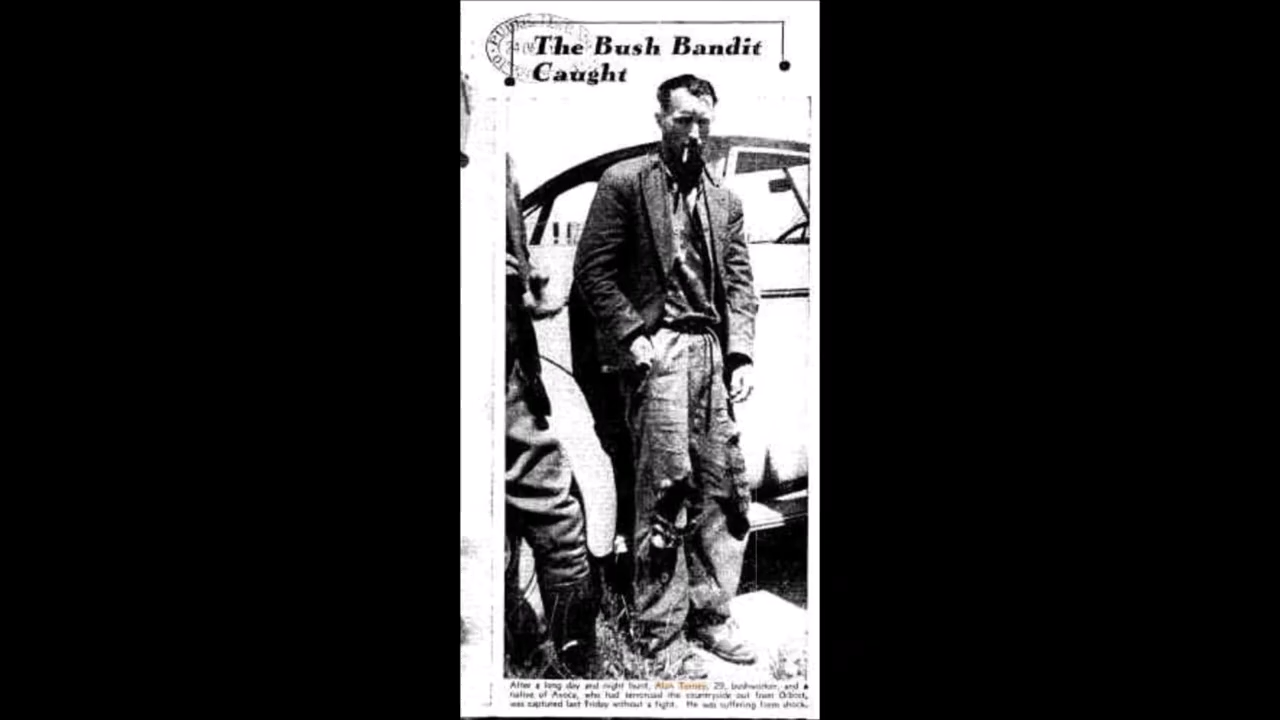 The Bush Bandit
Caught
After a long day and night hunt, Alan Torney, 29, bushworker, and a
native of Avoca, who had terrorised the countryside out from Orbost,
was captured last Friday without a fight. He was suffering from shock.